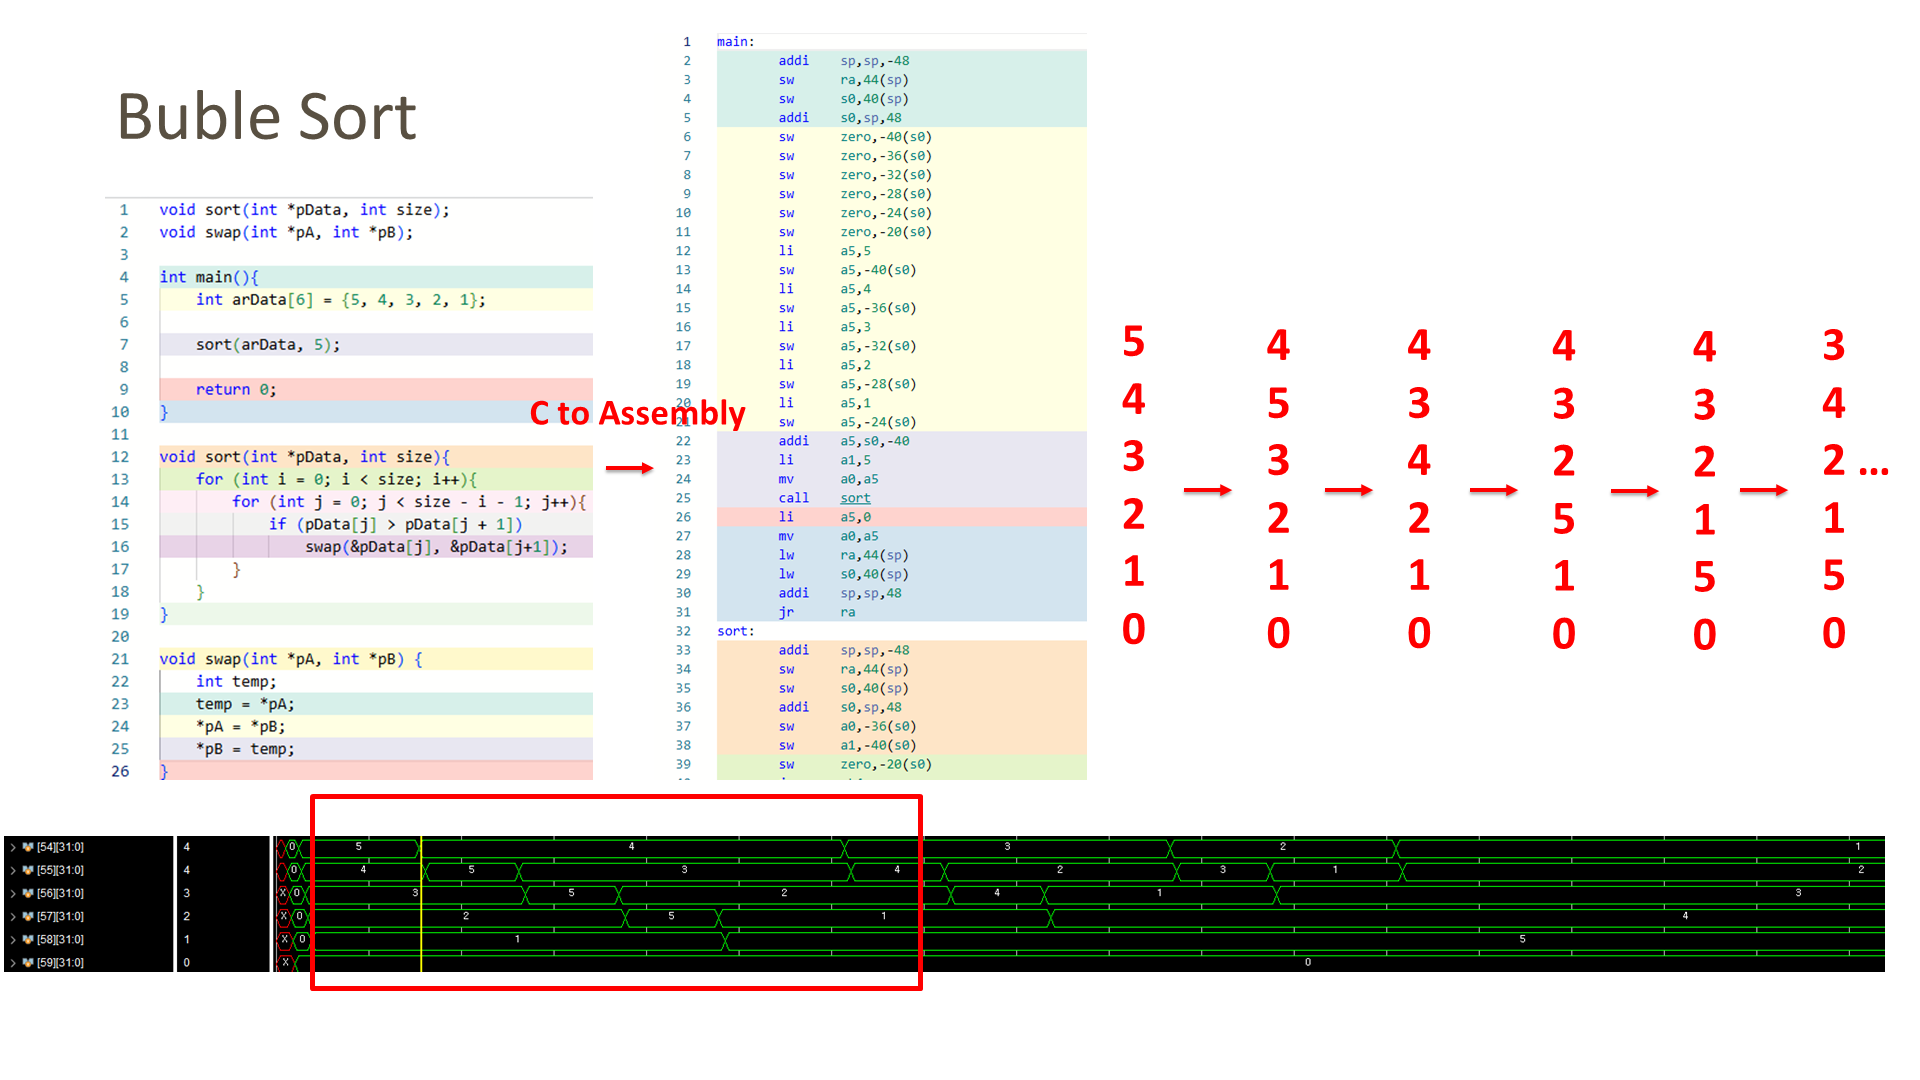 Buble Sort
1 void sort(int *pData, int size);
2 void swap(int *pA, int *pB);
3
4 int main(){
5 int arData[6] = {5, 4, 3, 2, 1};
6
7 sort(arData, 5);
8
9 return 0;
10 }
11
12 void sort(int *pData, int size){
13 for (int i = 0; i < size; i++){
14 for (int j = 0; j < size - i - 1; j++){
15 if (pData[j] > pData[j + 1])
16 swap(&pData[j], &pData[j+1]);
17 }
18 }
19 }
20
21 void swap(int *pA, int *pB) {
22 int temp;
23 temp = *pA;
24 *pA = *pB;
25 *pB = temp;
26 }
C to Assembly
1 main:
2 addi sp,sp,-48
3 sw ra,44(sp)
4 sw s0,40(sp)
5 addi s0,sp,48
6 sw zero,-40(s0)
7 sw zero,-36(s0)
8 sw zero,-32(s0)
9 sw zero,-28(s0)
10 sw zero,-24(s0)
11 sw zero,-20(s0)
12 li a5,5
13 sw a5,-40(s0)
14 li a5,4
15 sw a5,-36(s0)
16 li a5,3
17 sw a5,-32(s0)
18 li a5,2
19 sw a5,-28(s0)
20 li a5,1
21 sw a5,-24(s0)
22 addi a5,s0,-40
23 li a1,5
24 mv a0,a5
25 call sort
26 li a5,0
27 mv a0,a5
28 lw ra,44(sp)
29 lw s0,40(sp)
30 addi sp,sp,48
31 jr ra
32 sort:
33 addi sp,sp,-48
34 sw ra,44(sp)
35 sw s0,40(sp)
36 addi s0,sp,48
37 sw a0,-36(s0)
38 sw a1,-40(s0)
39 sw zero,-20(s0)
5 4 4 4 4 3
4 5 3 3 3 4
3 3 4 2 2 2 ...
2 2 2 5 1 1
1 1 1 1 5 5
0 0 0 0 0 0
[54][31:0] 4 0 5 4 3 2 1
[55][31:0] 4 0 4 5 3 4 2 3 1 2
[56][31:0] 3 X 0 3 5 2 4 1 3
[57][31:0] 2 X 0 2 5 1 4
[58][31:0] 1 X 0 1 5
[59][31:0] 0 X 0